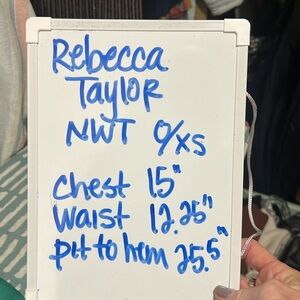 Rebecca
Taylor
NWT 0/XS
Chest 15"
Waist 12.25"
pit to hem 25.5"